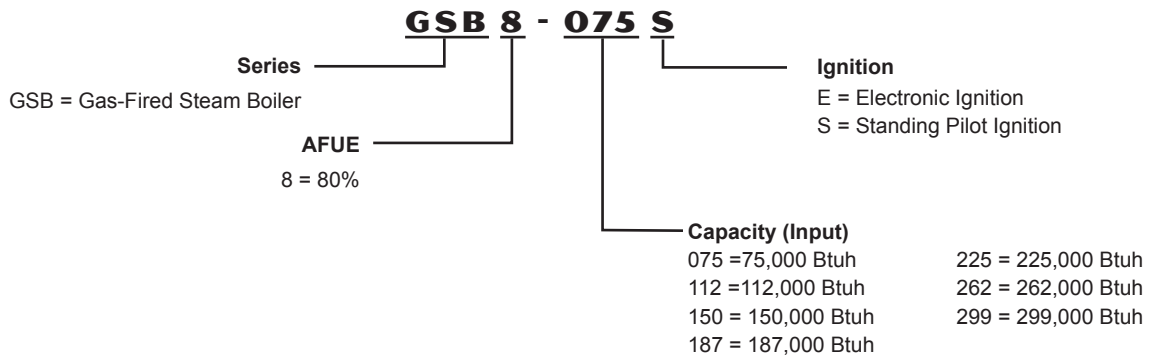 GSB 8 - 075 S
Series
GSB = Gas-Fired Steam Boiler
AFUE
8 = 80%
Ignition
E = Electronic Ignition
S = Standing Pilot Ignition
Capacity (Input)
075 =75,000 Btuh
112 =112,000 Btuh
150 = 150,000 Btuh
187 = 187,000 Btuh
225 = 225,000 Btuh
262 = 262,000 Btuh
299 = 299,000 Btuh